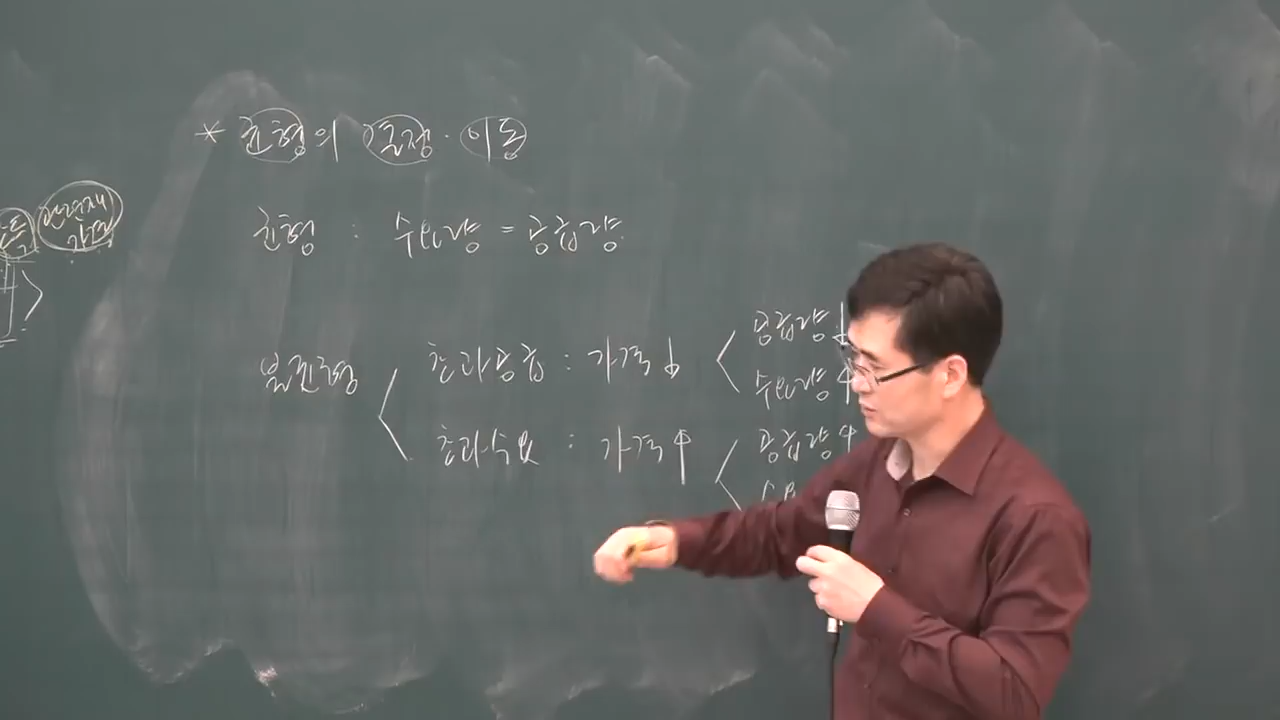 * 균형의 결정·이동
균형 : 수요량 = 공급량.
불균형 < 초과공급 : 가격↓ < 공급량↓
수요량↑
초과수요 : 가격↑ < 공급량↑